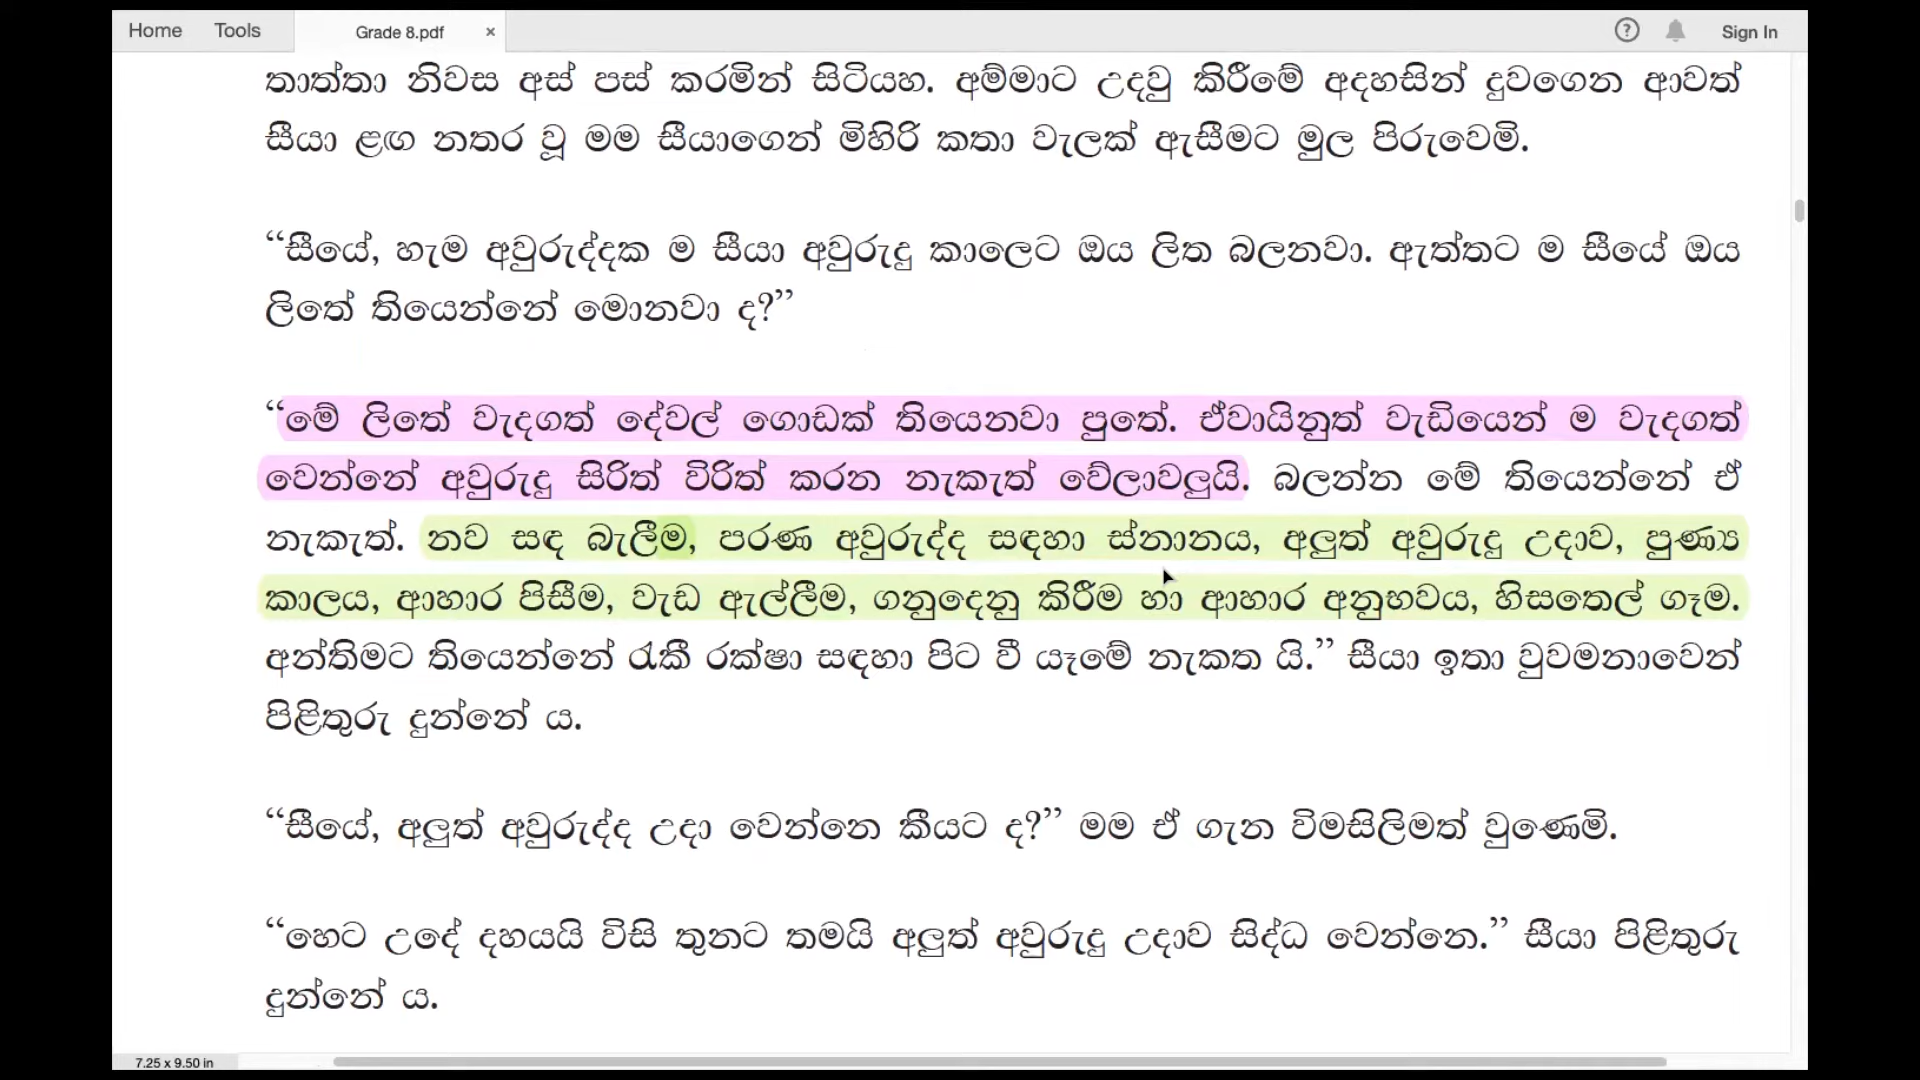 Home Tools Grade 8.pdf × ? Sign In
තාත්තා නිවස අස් පස් කරමින් සිටියහ. අම්මාට උදවු කිරීමේ අදහසින් දුවගෙන ආවත්
සීයා ළඟ නතර වූ මම සීයාගෙන් මිහිරි කතා වැලක් ඇසීමට මුල පිරුවෙමි.
“සීයේ, හැම අවුරුද්දක ම සීයා අවුරුදු කාලෙට ඔය ලිත බලනවා. ඇත්තට ම සීයේ ඔය
ලිතේ තියෙන්නේ මොනවා ද?”
“මේ ලිතේ වැදගත් දේවල් ගොඩක් තියෙනවා පුතේ. ඒවායිනුත් වැඩියෙන් ම වැදගත්
වෙන්නේ අවුරුදු සිරිත් විරිත් කරන නැකැත් වේලාවලුයි. බලන්න මේ තියෙන්නේ ඒ
නැකැත්. නව සඳ බැලීම, පරණ අවුරුද්ද සඳහා ස්නානය, අලුත් අවුරුදු උදාව, පුණ්‍ය
කාලය, ආහාර පිසීම, වැඩ ඇල්ලීම, ගනුදෙනු කිරීම හා ආහාර අනුභවය, හිසතෙල් ගෑම.
අන්තිමට තියෙන්නේ රැකී රක්ෂා සඳහා පිට වී යෑමේ නැකත යි.” සීයා ඉතා වුවමනාවෙන්
පිළිතුරු දුන්නේ ය.
“සීයේ, අලුත් අවුරුද්ද උදා වෙන්නෙ කීයට ද?” මම ඒ ගැන විමසිලිමත් වුණෙමි.
“හෙට උදේ දහයයි විසි තුනට තමයි අලුත් අවුරුදු උදාව සිද්ධ වෙන්නෙ.” සීයා පිළිතුරු
දුන්නේ ය.
7.25 x 9.50 in